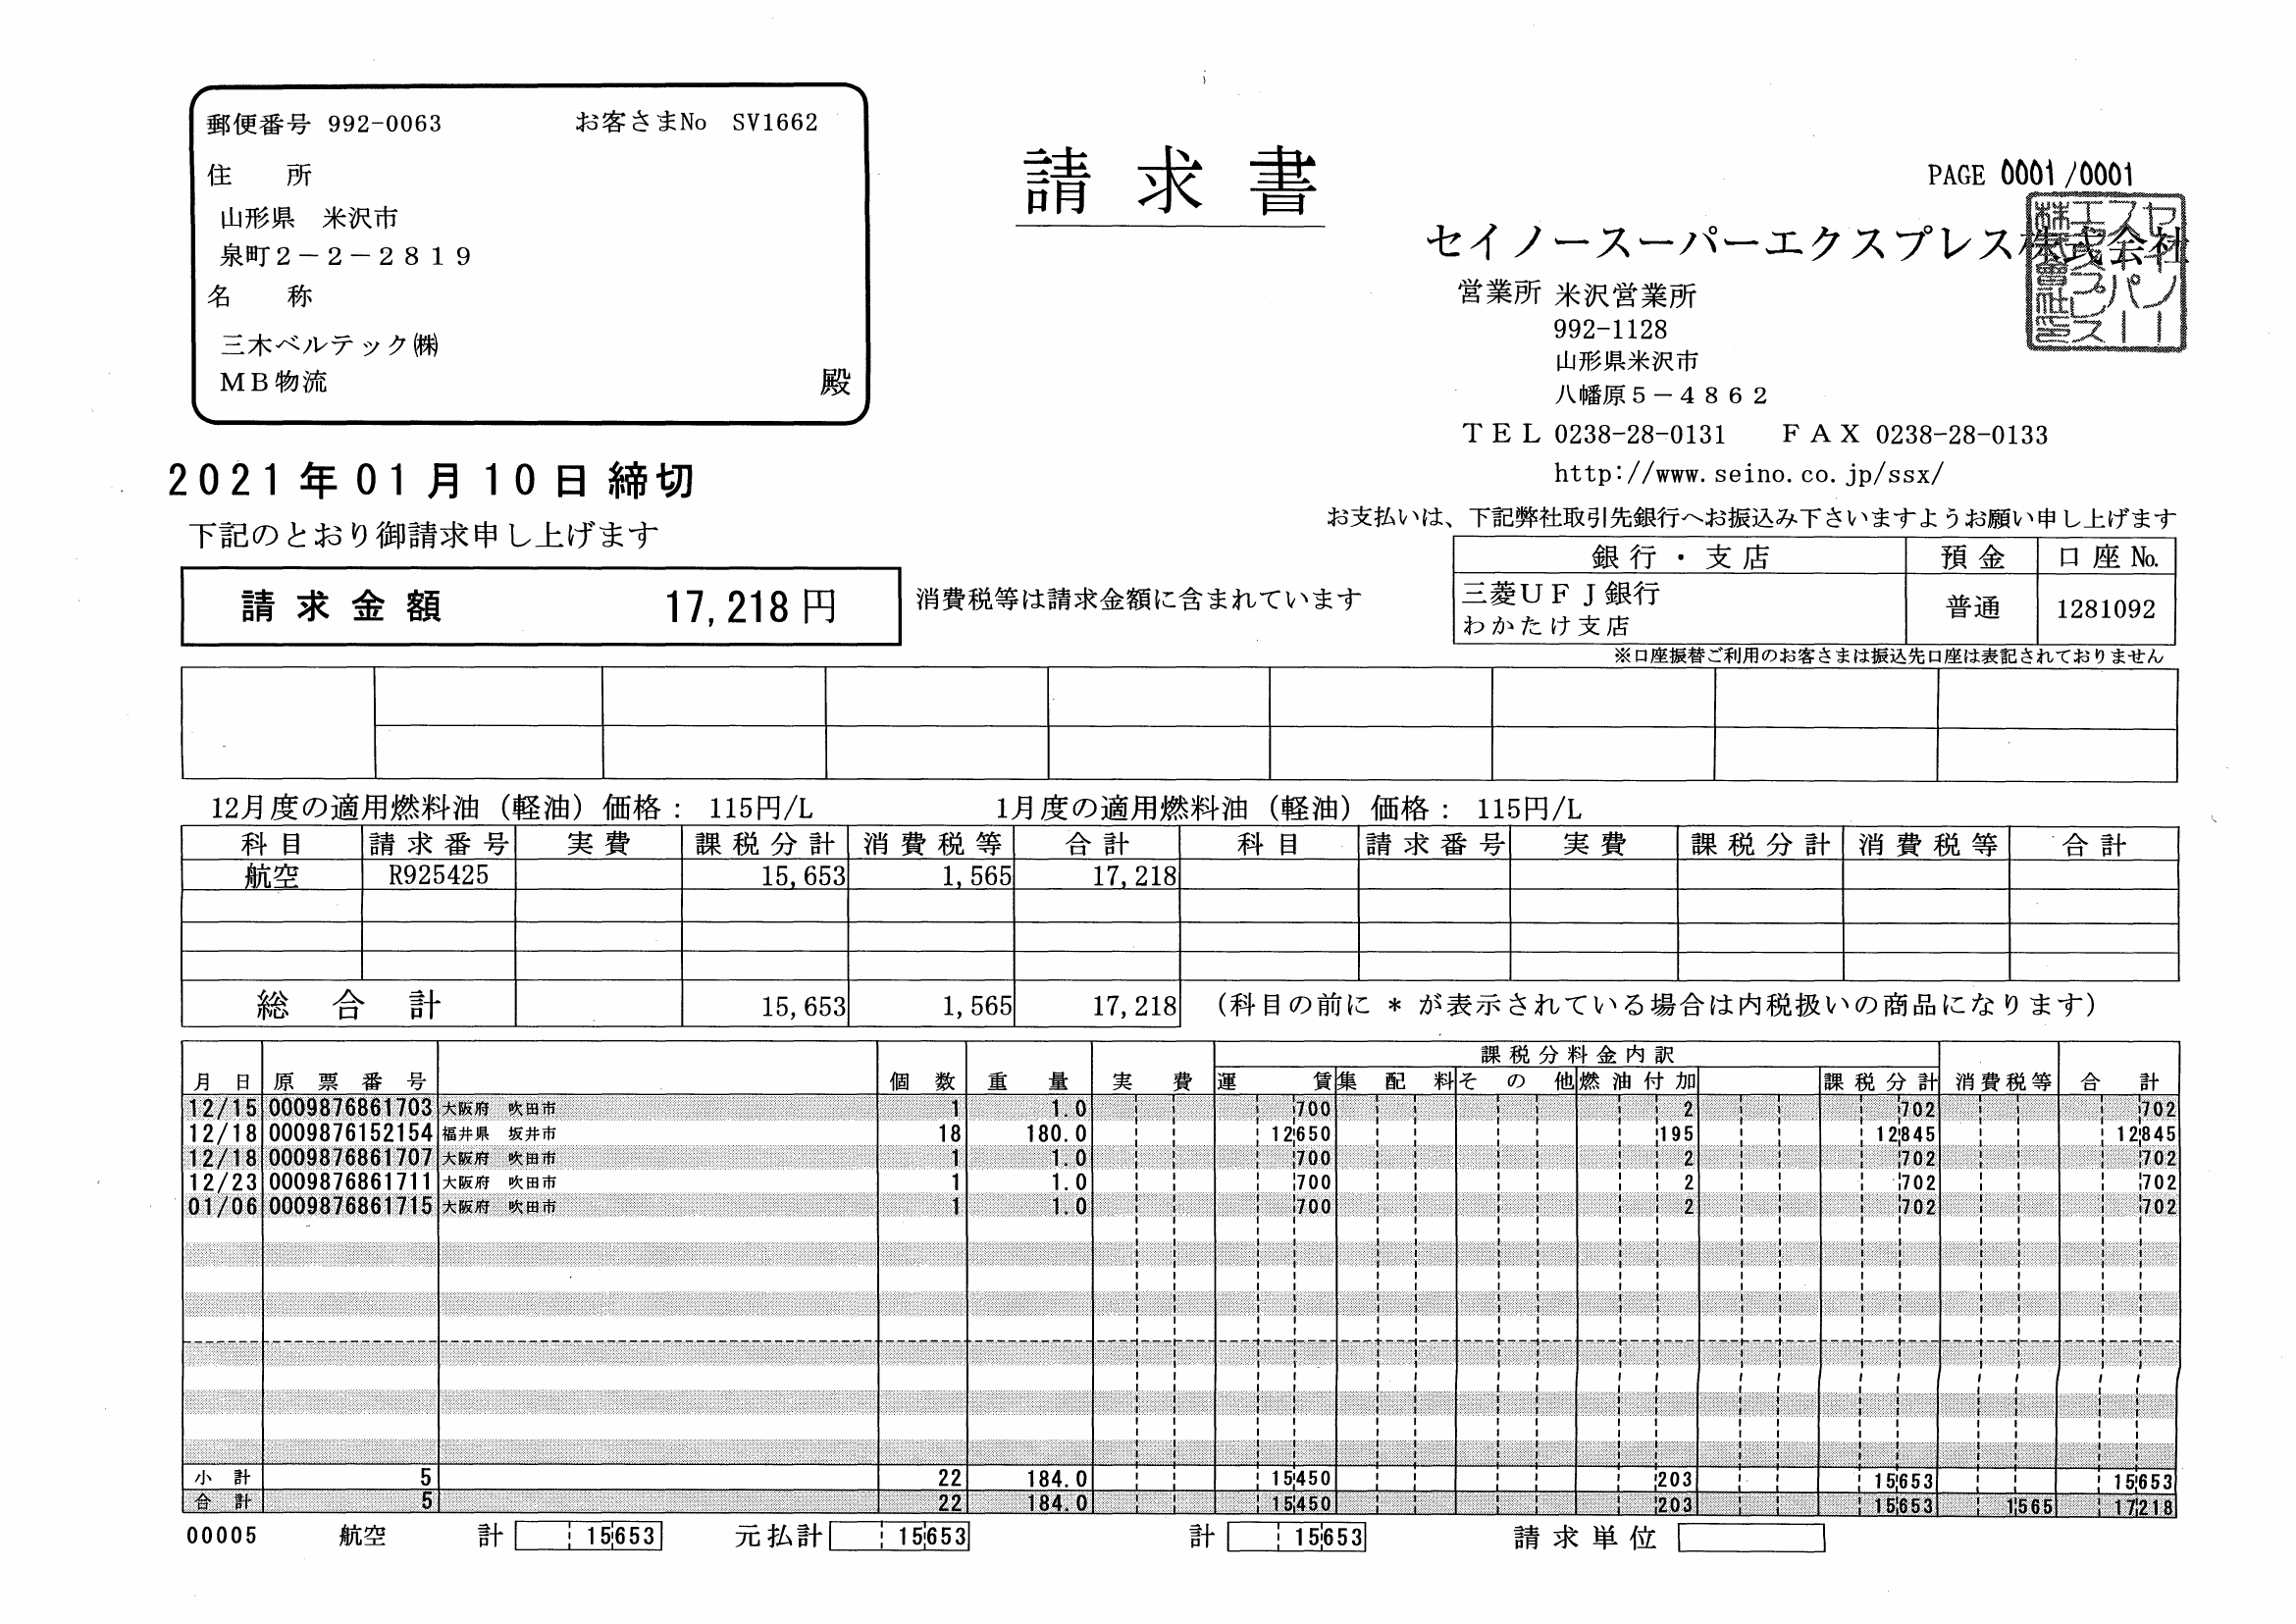 郵便番号 992-0063 お客さまNo SV1662
住　所
山形県　米沢市
泉町２－２－２８１９
名　称
三木ベルテック㈱
ＭＢ物流 殿
請求書
PAGE 0001/0001
セイノースーパーエクスプレス株式会社
営業所 米沢営業所
992-1128
山形県米沢市
八幡原５－４８６２
ＴＥＬ 0238-28-0131 ＦＡＸ 0238-28-0133
http://www.seino.co.jp/ssx/
2021年01月10日締切
下記のとおり御請求申し上げます
お支払いは、下記弊社取引先銀行へお振込み下さいますようお願い申し上げます
銀行・支店 預金 口座No.
三菱ＵＦＪ銀行
わかたけ支店 普通 1281092
請求金額 17,218円 消費税等は請求金額に含まれています
※口座振替ご利用のお客さまは振込先口座は表記されておりません
12月度の適用燃料油（軽油）価格： 115円/L 1月度の適用燃料油（軽油）価格： 115円/L
科目 請求番号 実費 課税分計 消費税等 合計 科目 請求番号 実費 課税分計 消費税等 合計
航空 R925425 15,653 1,565 17,218
総合計 15,653 1,565 17,218 （科目の前に * が表示されている場合は内税扱いの商品になります）
課税分料金内訳
月日 原票番号 個数 重量 実費 運賃 集配料 その他 燃油付加 課税分計 消費税等 合計
12/15 0009876861703 大阪府　吹田市 1 1.0 700 2 702 702
12/18 0009876152154 福井県　坂井市 18 180.0 12650 195 12845 12845
12/18 0009876861707 大阪府　吹田市 1 1.0 700 2 702 702
12/23 0009876861711 大阪府　吹田市 1 1.0 700 2 702 702
01/06 0009876861715 大阪府　吹田市 1 1.0 700 2 702 702
小計 5 22 184.0 15450 203 15653 15653
合計 5 22 184.0 15450 203 15653 1565 17218
00005 航空 計 15653 元払計 15653 計 15653 請求単位